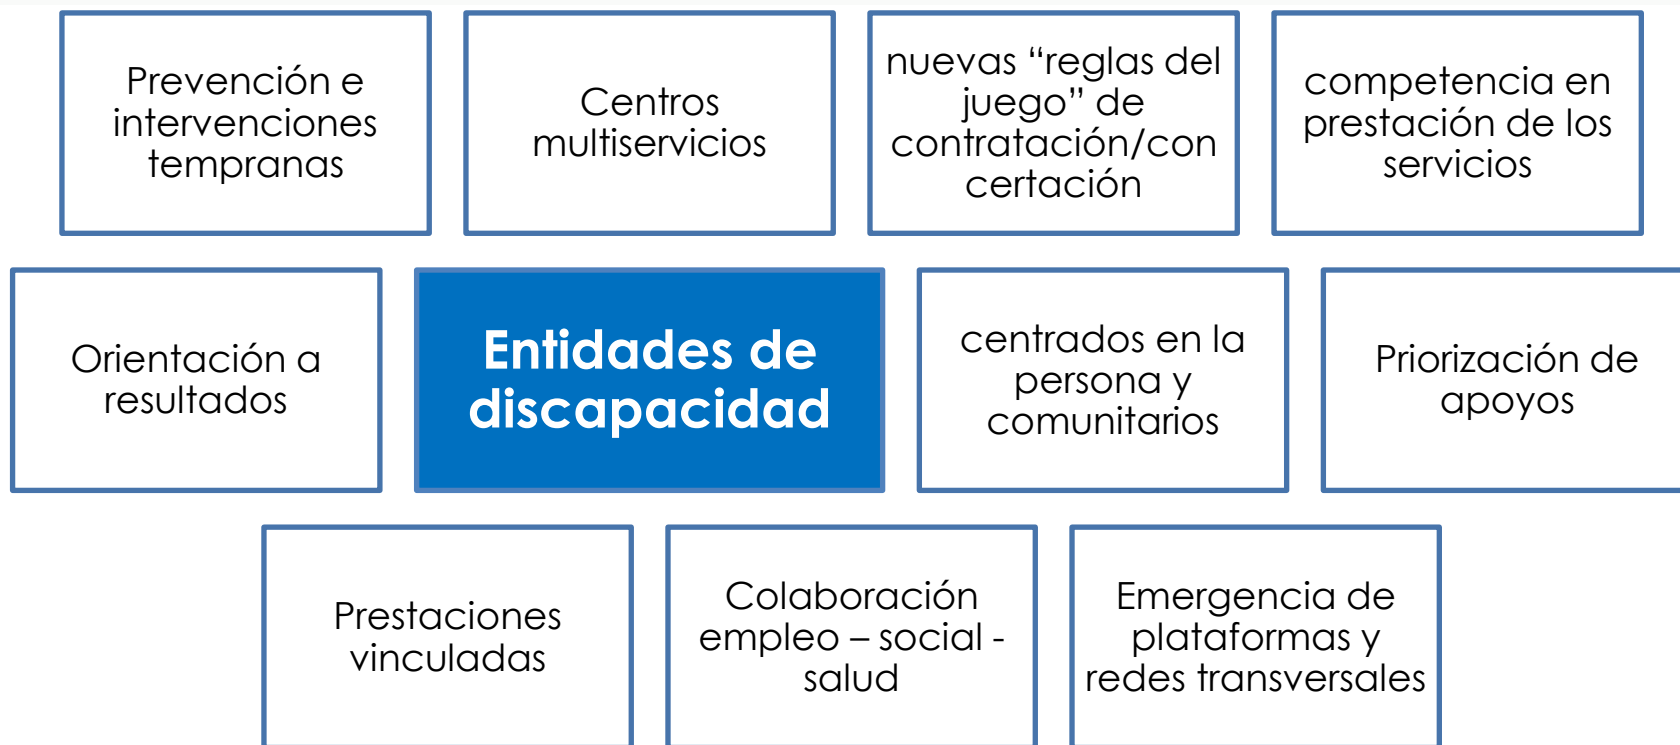 Prevención e
intervenciones
tempranas
Centros
multiservicios
nuevas “reglas del
juego” de
contratación/con
certación
competencia en
prestación de los
servicios
Orientación a
resultados
Entidades de
discapacidad
centrados en la
persona y
comunitarios
Priorización de
apoyos
Prestaciones
vinculadas
Colaboración
empleo – social -
salud
Emergencia de
plataformas y
redes transversales